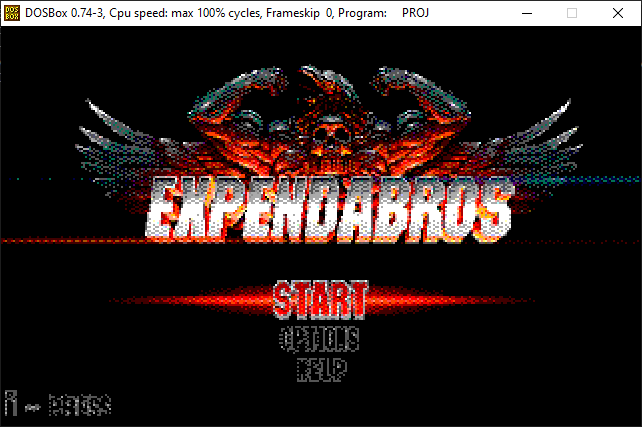 DOSBox 0.74-3, Cpu speed: max 100% cycles, Frameskip 0, Program: PROJ
EXPENDABROS
START
OPTIONS
HELP